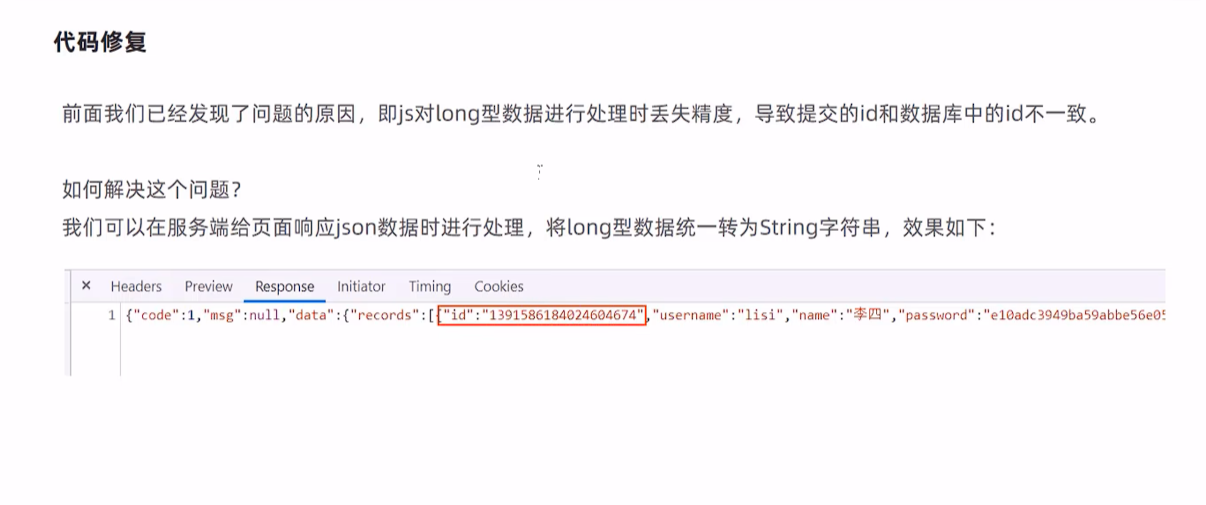 代码修复
前面我们已经发现了问题的原因，即js对long型数据进行处理时丢失精度，导致提交的id和数据库中的id不一致。
如何解决这个问题？
我们可以在服务端给页面响应json数据时进行处理，将long型数据统一转为String字符串，效果如下：
× Headers Preview Response Initiator Timing Cookies
1 {"code":1,"msg":null,"data":{"records":[{"id":"1391586184024604674","username":"lisi","name":"李四","password":"e10adc3949ba59abbe56e05